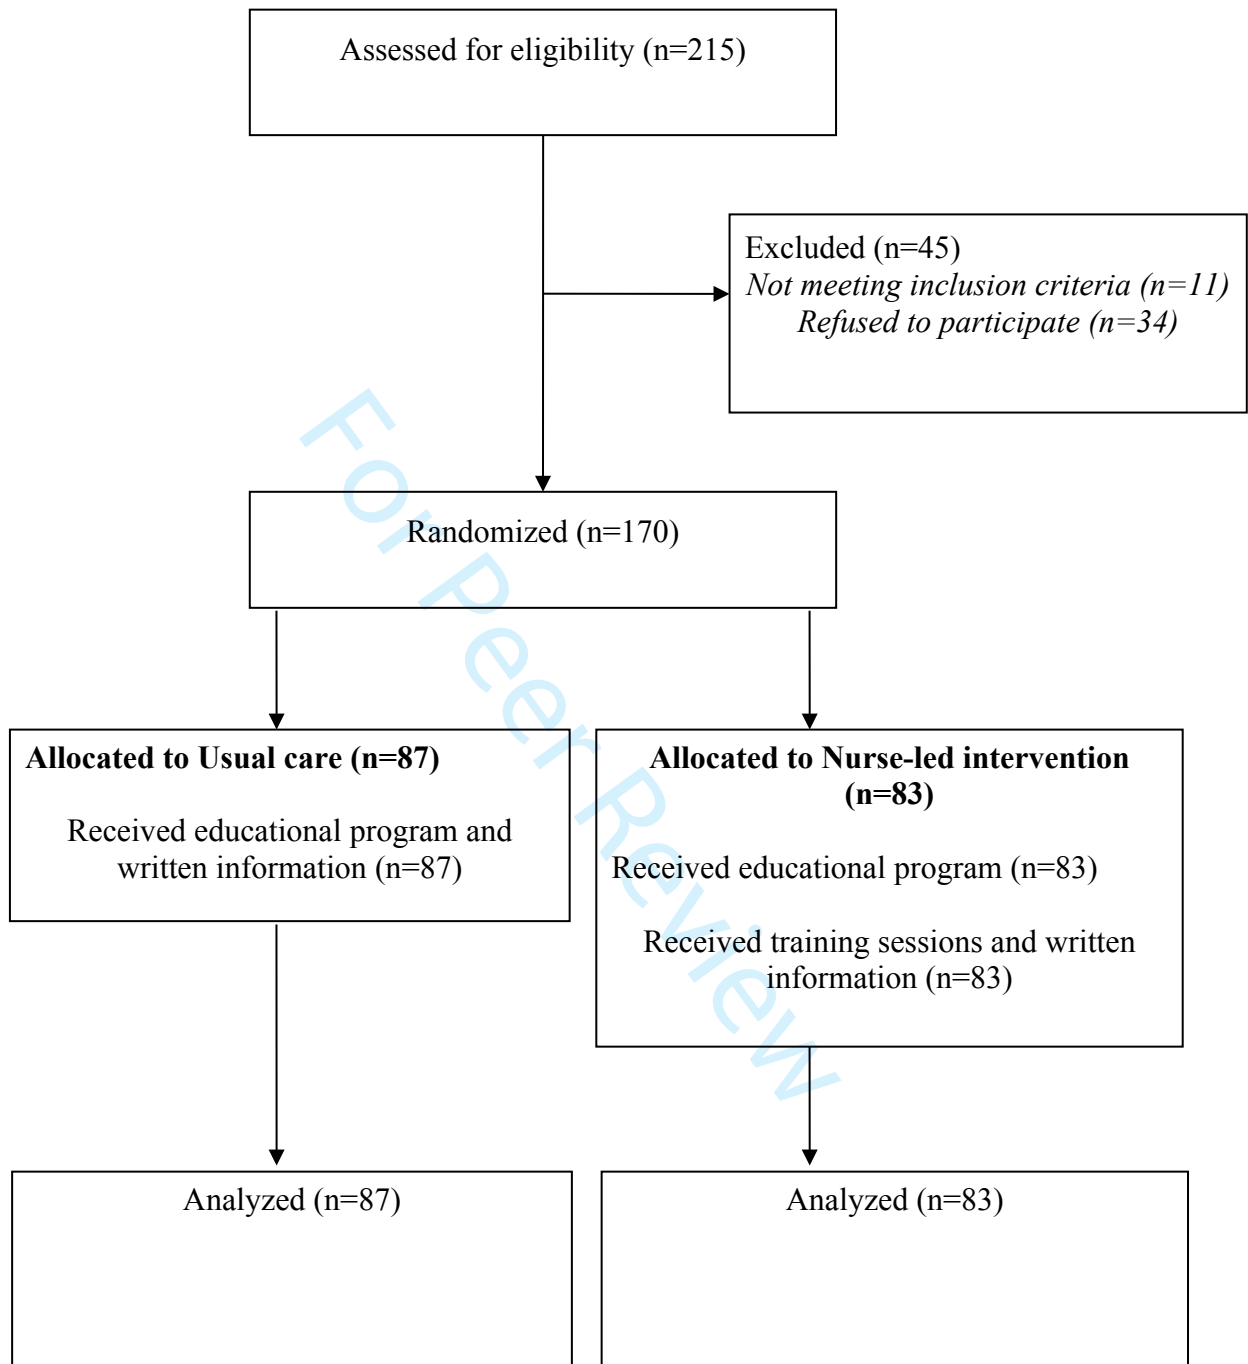 Assessed for eligibility (n=215)
Excluded (n=45)
Not meeting inclusion criteria (n=11)
Refused to participate (n=34)
Randomized (n=170)
Allocated to Usual care (n=87)
Received educational program and
written information (n=87)
Allocated to Nurse-led intervention
(n=83)
Received educational program (n=83)
Received training sessions and written
information (n=83)
Analyzed (n=87)
Analyzed (n=83)
For Peer Review